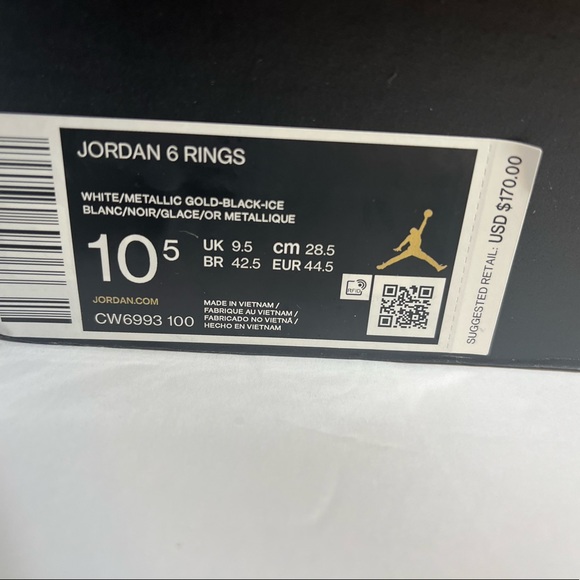 JORDAN 6 RINGS
WHITE/METALLIC GOLD-BLACK-ICE
BLANC/NOIR/GLACE/OR METALLIQUE
10 5
UK 9.5 cm 28.5
BR 42.5 EUR 44.5
JORDAN.COM
CW6993 100
MADE IN VIETNAM /
FABRIQUE AU VIETNAM /
FABRICADO NO VIETNÃ /
HECHO EN VIETNAM
RFID
SUGGESTED RETAIL: USD $170.00